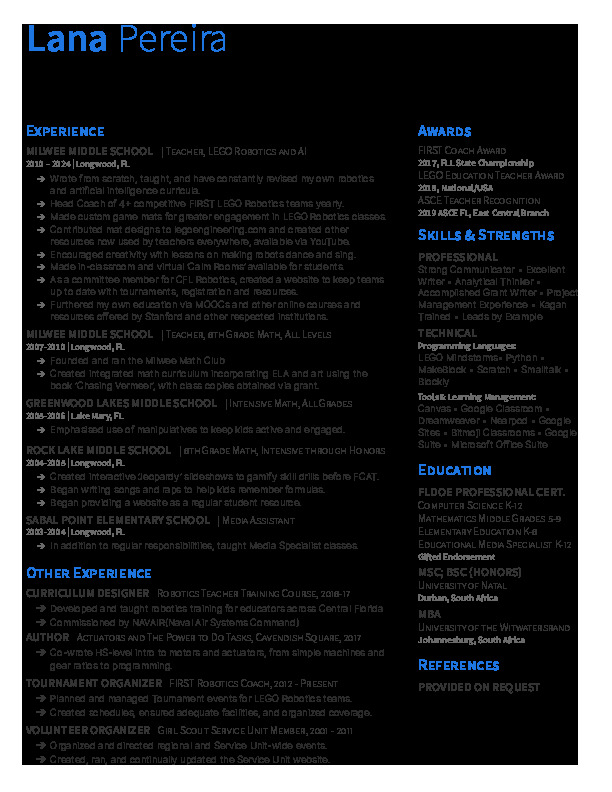 Lana Pereira
Experience
MILWEE MIDDLE SCHOOL | Teacher, LEGO Robotics and AI
2010 – 2024 | Longwood, FL
➔ Wrote from scratch, taught, and have constantly revised my own robotics
and artificial intelligence curricula.
➔ Head Coach of 4+ competitive FIRST LEGO Robotics teams yearly.
➔ Made custom game mats for greater engagement in LEGO Robotics classes
➔ Contributed mat designs to legoengineering.com and created other
resources now used by teachers everywhere, available via YouTube.
➔ Encouraged creativity with lessons on making robots dance and sing.
➔ Made in-classroom and virtual 'Calm Rooms' available for students.
➔ As a committee member for CFL Robotics, created a website to keep teams
up to date with tournaments, registration and resources.
➔ Furthered my own education via MOOCs and other online courses and
resources offered by Stanford and other respected institutions.
MILWEE MIDDLE SCHOOL | Teacher, 8th Grade Math, All Levels
2007-2010 | Longwood, FL
➔ Founded and ran the Milwee Math Club
➔ Created integrated math curriculum incorporating ELA and art using the
book 'Chasing Vermeer', with class copies obtained via grant.
GREENWOOD LAKES MIDDLE SCHOOL | Intensive Math, All Grades
Lake Mary, FL
➔ Emphasised use of manipulatives to keep kids active and engaged.
ROCK LAKE MIDDLE SCHOOL | 8th Grade Math, Intensive through Honors
Longwood, FL
➔ Created interactive 'Jeopardy' sideshows to gamify skill drills before FCAT.
➔ Began writing songs and raps to help kids remember formulas.
➔ Began providing a website as a regular student resource.
SABAL POINT ELEMENTARY SCHOOL | Media Assistant
2003-2004 | Longwood, FL
➔ In addition to regular responsibilities, taught Media Specialist classes.
Other Experience
CURRICULUM DESIGNER Robotics Teacher Training Course, 2016-17
➔ Developed and taught robotics training for educators across Central Florida
➔ Commissioned by NAVAIR(Naval Air Systems Command)
AUTHOR Actuators and The Power to Do Tasks, Cavendish Square, 2017
➔ Co-wrote HS-level intro to motors and actuators, from simple machines and
gear ratios to programming.
TOURNAMENT ORGANIZER FIRST Robotics Coach, 2012 - Present
➔ Planned and managed Tournament events for LEGO Robotics teams.
➔ Created schedules, ensured adequate facilities, and organized coverage.
VOLUNTEER ORGANIZER Girl Scout Service Unit Member, 2001 - 2011
➔ Organized and directed regional and Service Unit-wide events.
➔ Created, ran, and continually updated the Service Unit website.
Awards
FIRST Coach Award
2017, FLL State Championship
LEGO Education Teacher Award
2018, National/USA
ASCE Teacher Recognition
2019 ASCE FL, East Central Branch
Skills & Strengths
PROFESSIONAL
Strong Communicator • Excellent
Writer • Analytical Thinker •
Accomplished Grant Writer • Project
Management Experience • Kagan
Trained • Leads by Example
TECHNICAL
Programming Languages:
LEGO Mindstorms• Python •
MakeBlock • Scratch • Smalltalk •
Blockly
Tools & Learning Management:
Canvas • Google Classroom •
Dreamweaver • Nearpod • Google
Sites • Bitmoji Classrooms • Google
Suite • Microsoft Office Suite
Education
FLDOE PROFESSIONAL CERT.
Computer Science K-12
Mathematics Middle Grades 5-9
Elementary Education K-6
Educational Media Specialist K-12
Gifted Endorsement
MSC; BSC (HONORS)
University of Natal
Durban, South Africa
MBA
University of the Witwatersrand
Johannesburg, South Africa
References
PROVIDED ON REQUEST